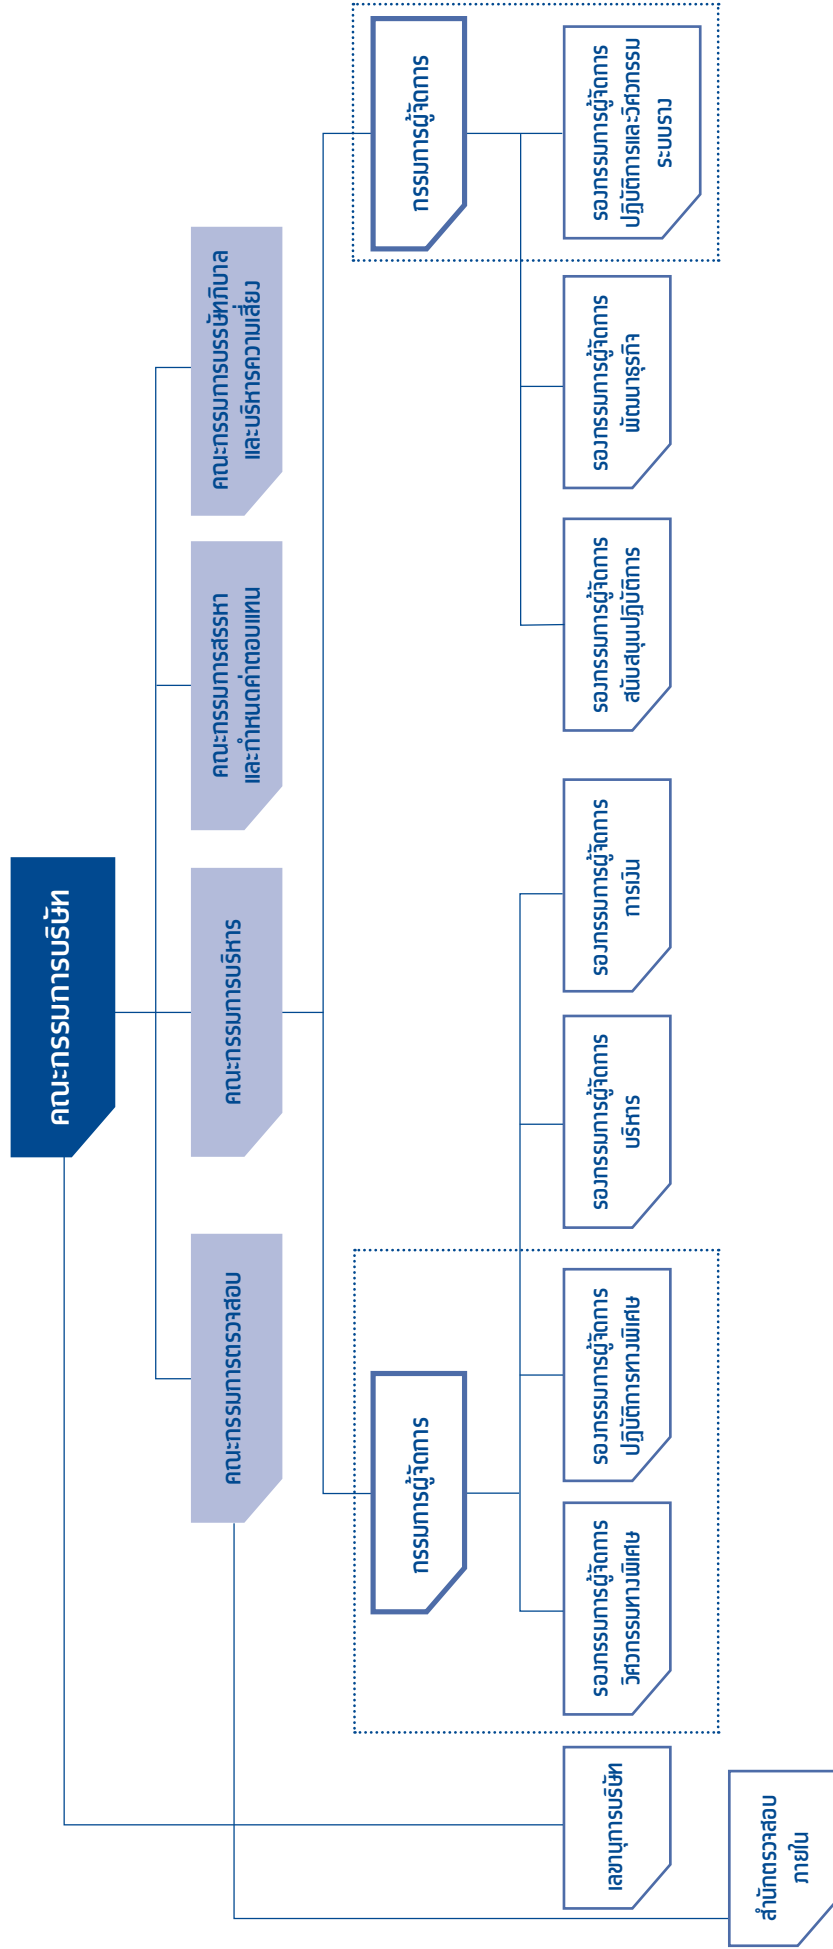 คณะกรรมการบริษัท
คณะกรรมการตรวจสอบ
คณะกรรมการบริหาร
คณะกรรมการสรรหา
และกำหนดค่าตอบแทน
คณะกรรมการบรรษัทภิบาล
และบริหารความเสี่ยง
กรรมการผู้จัดการ
กรรมการผู้จัดการ
เลขานุการบริษัท
รองกรรมการผู้จัดการ
วิศวกรรมทางพิเศษ
รองกรรมการผู้จัดการ
ปฏิบัติการทางพิเศษ
รองกรรมการผู้จัดการ
บริหาร
รองกรรมการผู้จัดการ
การเงิน
รองกรรมการผู้จัดการ
สนับสนุนปฏิบัติการ
รองกรรมการผู้จัดการ
พัฒนาธุรกิจ
รองกรรมการผู้จัดการ
ปฏิบัติการและวิศวกรรม
ระบบราง
สำนักตรวจสอบ
ภายใน